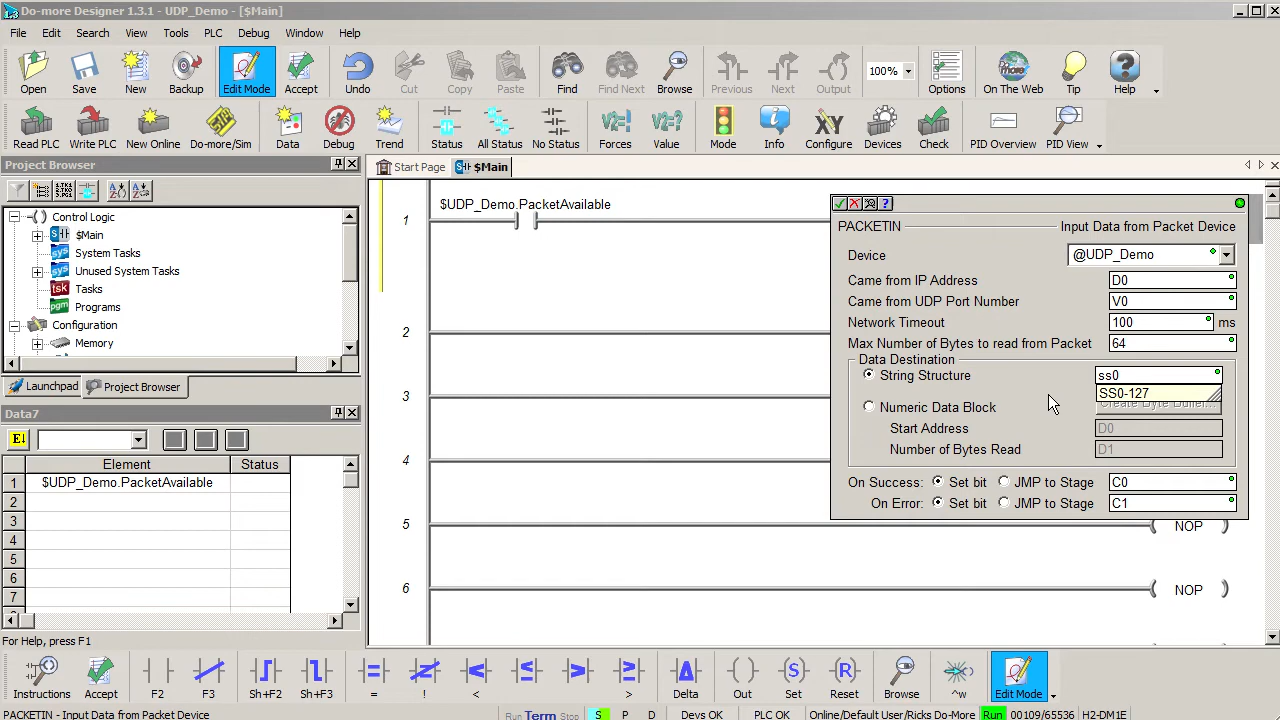 Do-more Designer 1.3.1 - UDP_Demo - [$Main]
File Edit Search View Tools PLC Debug Window Help
Open Save New Backup Edit Mode Accept Undo Cut Copy Paste Find Find Next Browse Previous Next Output 100% Options On The Web Tip Help
Read PLC Write PLC New Online Do-more/Sim Data Debug Trend Status All Status No Status Forces Value Mode Info Configure Devices Check PID Overview PID View
Project Browser
Start Page $Main
Control Logic
$Main
System Tasks
Unused System Tasks
Tasks
Programs
Configuration
Memory
Launchpad Project Browser
Data7
Element Status
1 $UDP_Demo.PacketAvailable
2
3
4
5
6
7
For Help, press F1
$UDP_Demo.PacketAvailable
1
2
3
4
5 NOP
6 NOP
PACKETIN Input Data from Packet Device
Device @UDP_Demo
Came from IP Address D0
Came from UDP Port Number V0
Network Timeout 100 ms
Max Number of Bytes to read from Packet 64
Data Destination
String Structure ss0
SS0-127
Numeric Data Block Create Byte Buffer...
Start Address D0
Number of Bytes Read D1
On Success: Set bit JMP to Stage C0
On Error: Set bit JMP to Stage C1
Instructions Accept F2 F3 Sh+F2 Sh+F3 = ! < ≤ > ≥ Delta Out Set Reset Browse ^w Edit Mode
PACKETIN - Input Data from Packet Device Run Term Stop S P D Devs OK PLC OK Online/Default User/Ricks Do-More Run 00109/65536 H2-DM1E